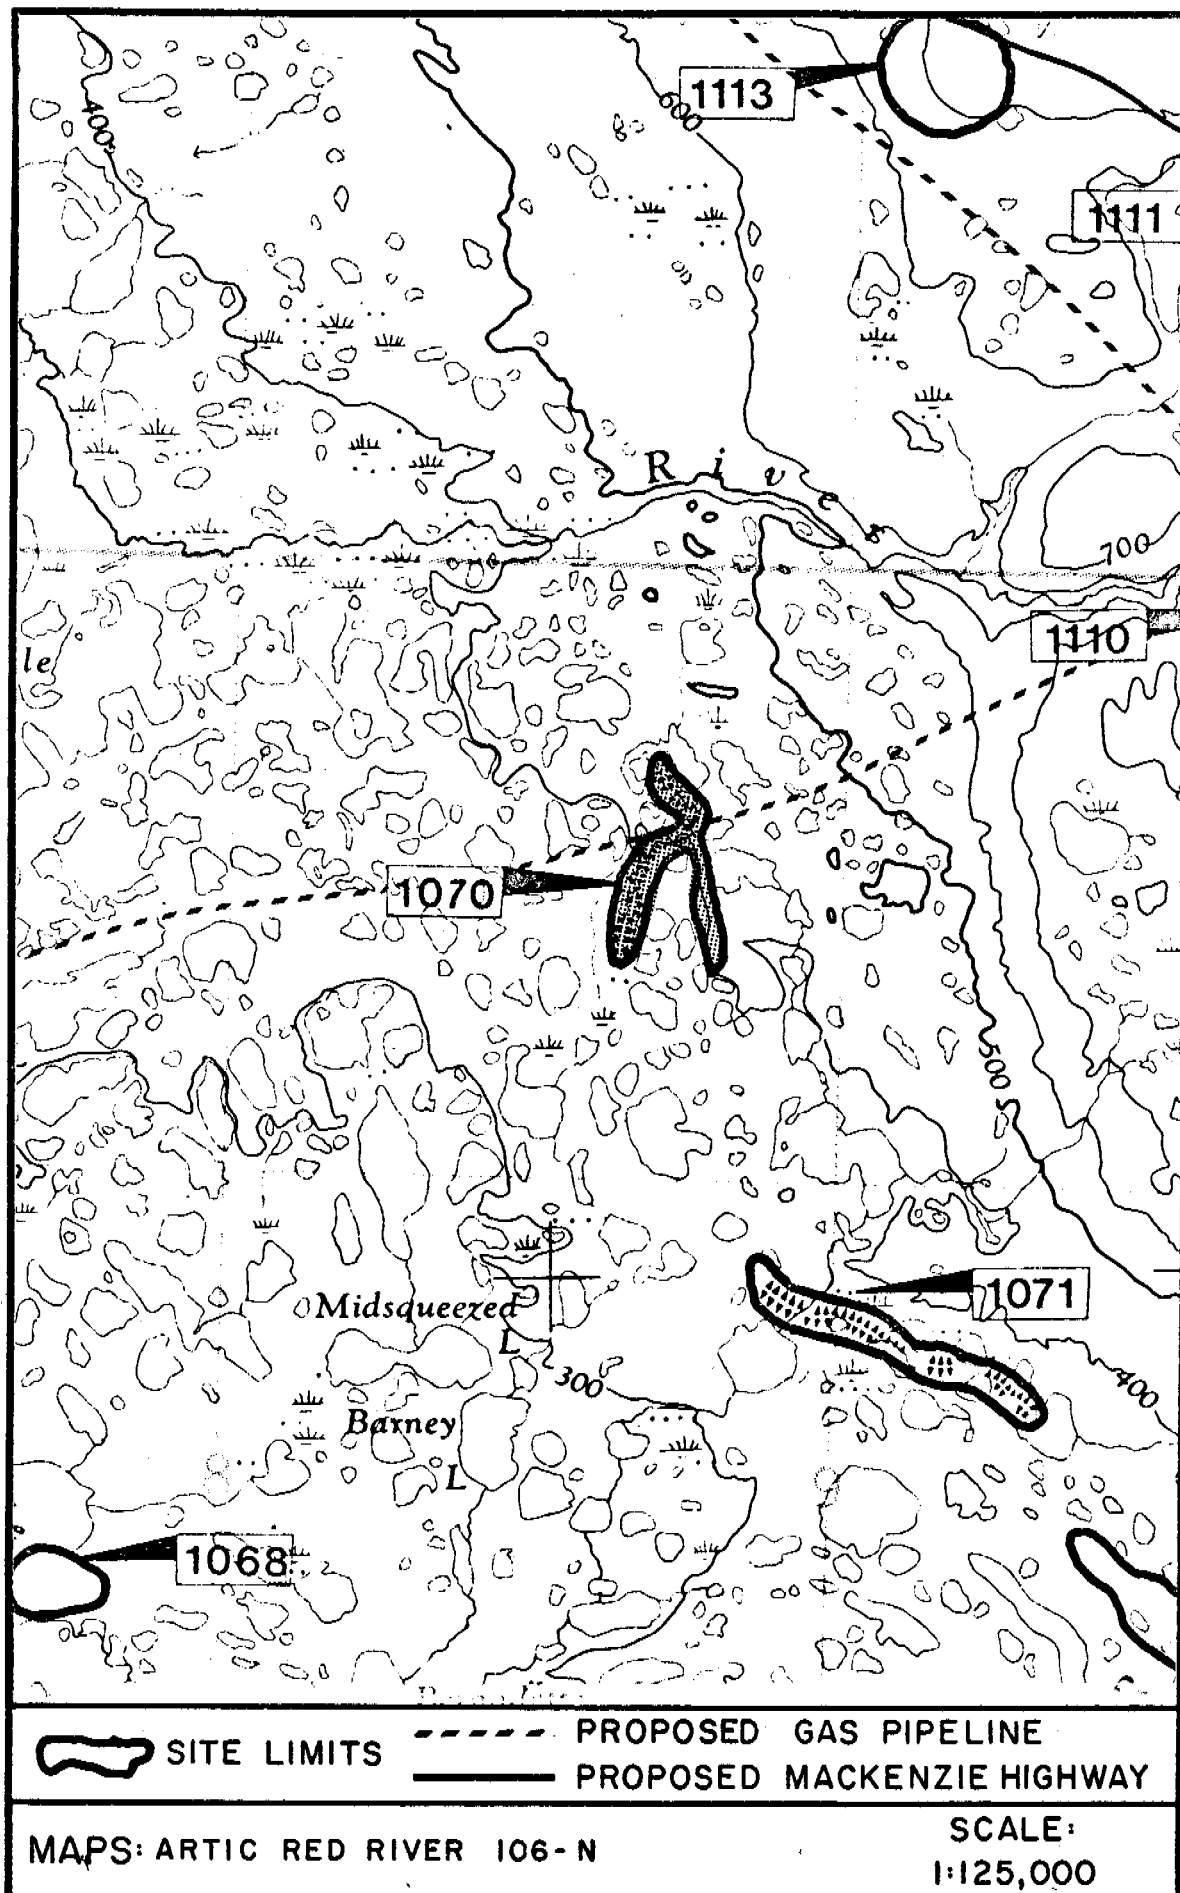 400
600
1113
1111
Riv
700
1110
le
1070
500
1071
Midsqueezed
L
300
400
Barney
L
1068
SITE LIMITS
PROPOSED GAS PIPELINE
PROPOSED MACKENZIE HIGHWAY
MAPS: ARTIC RED RIVER 106-N
SCALE:
1:125,000